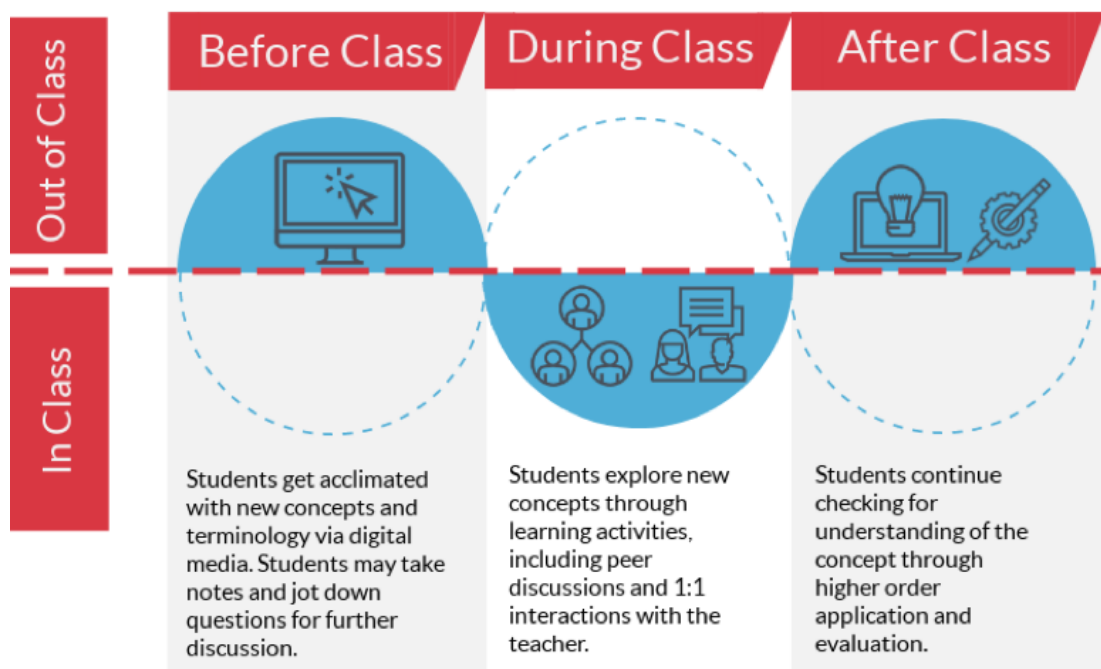 Before Class
During Class
After Class
Out of Class
In Class
Students get acclimated
with new concepts and
terminology via digital
media. Students may take
notes and jot down
questions for further
discussion.
Students explore new
concepts through
learning activities,
including peer
discussions and 1:1
interactions with the
teacher.
Students continue
checking for
understanding of the
concept through
higher order
application and
evaluation.